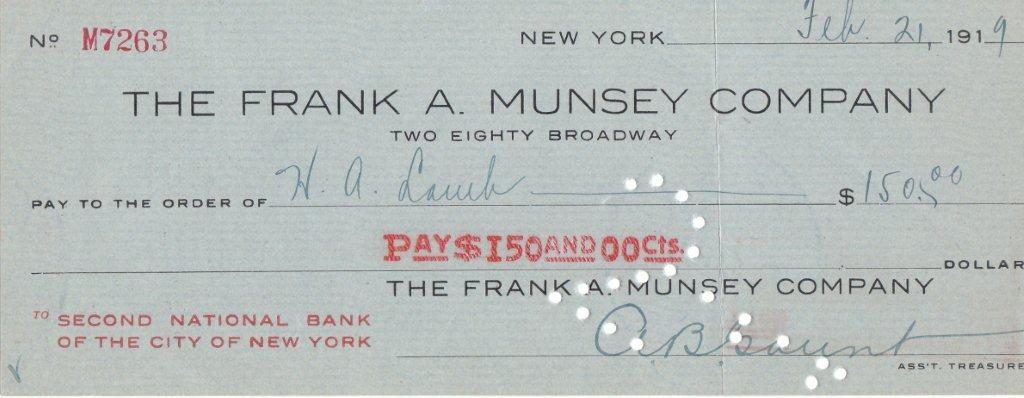 No M7263
NEW YORK Feb. 21, 1919
THE FRANK A. MUNSEY COMPANY
TWO EIGHTY BROADWAY
PAY TO THE ORDER OF H. A. Lamb $ 150.00
PAY $ 150 AND 00 Cts.
DOLLAR
THE FRANK A. MUNSEY COMPANY
TO SECOND NATIONAL BANK
OF THE CITY OF NEW YORK
C. B.
ASS'T. TREASURE